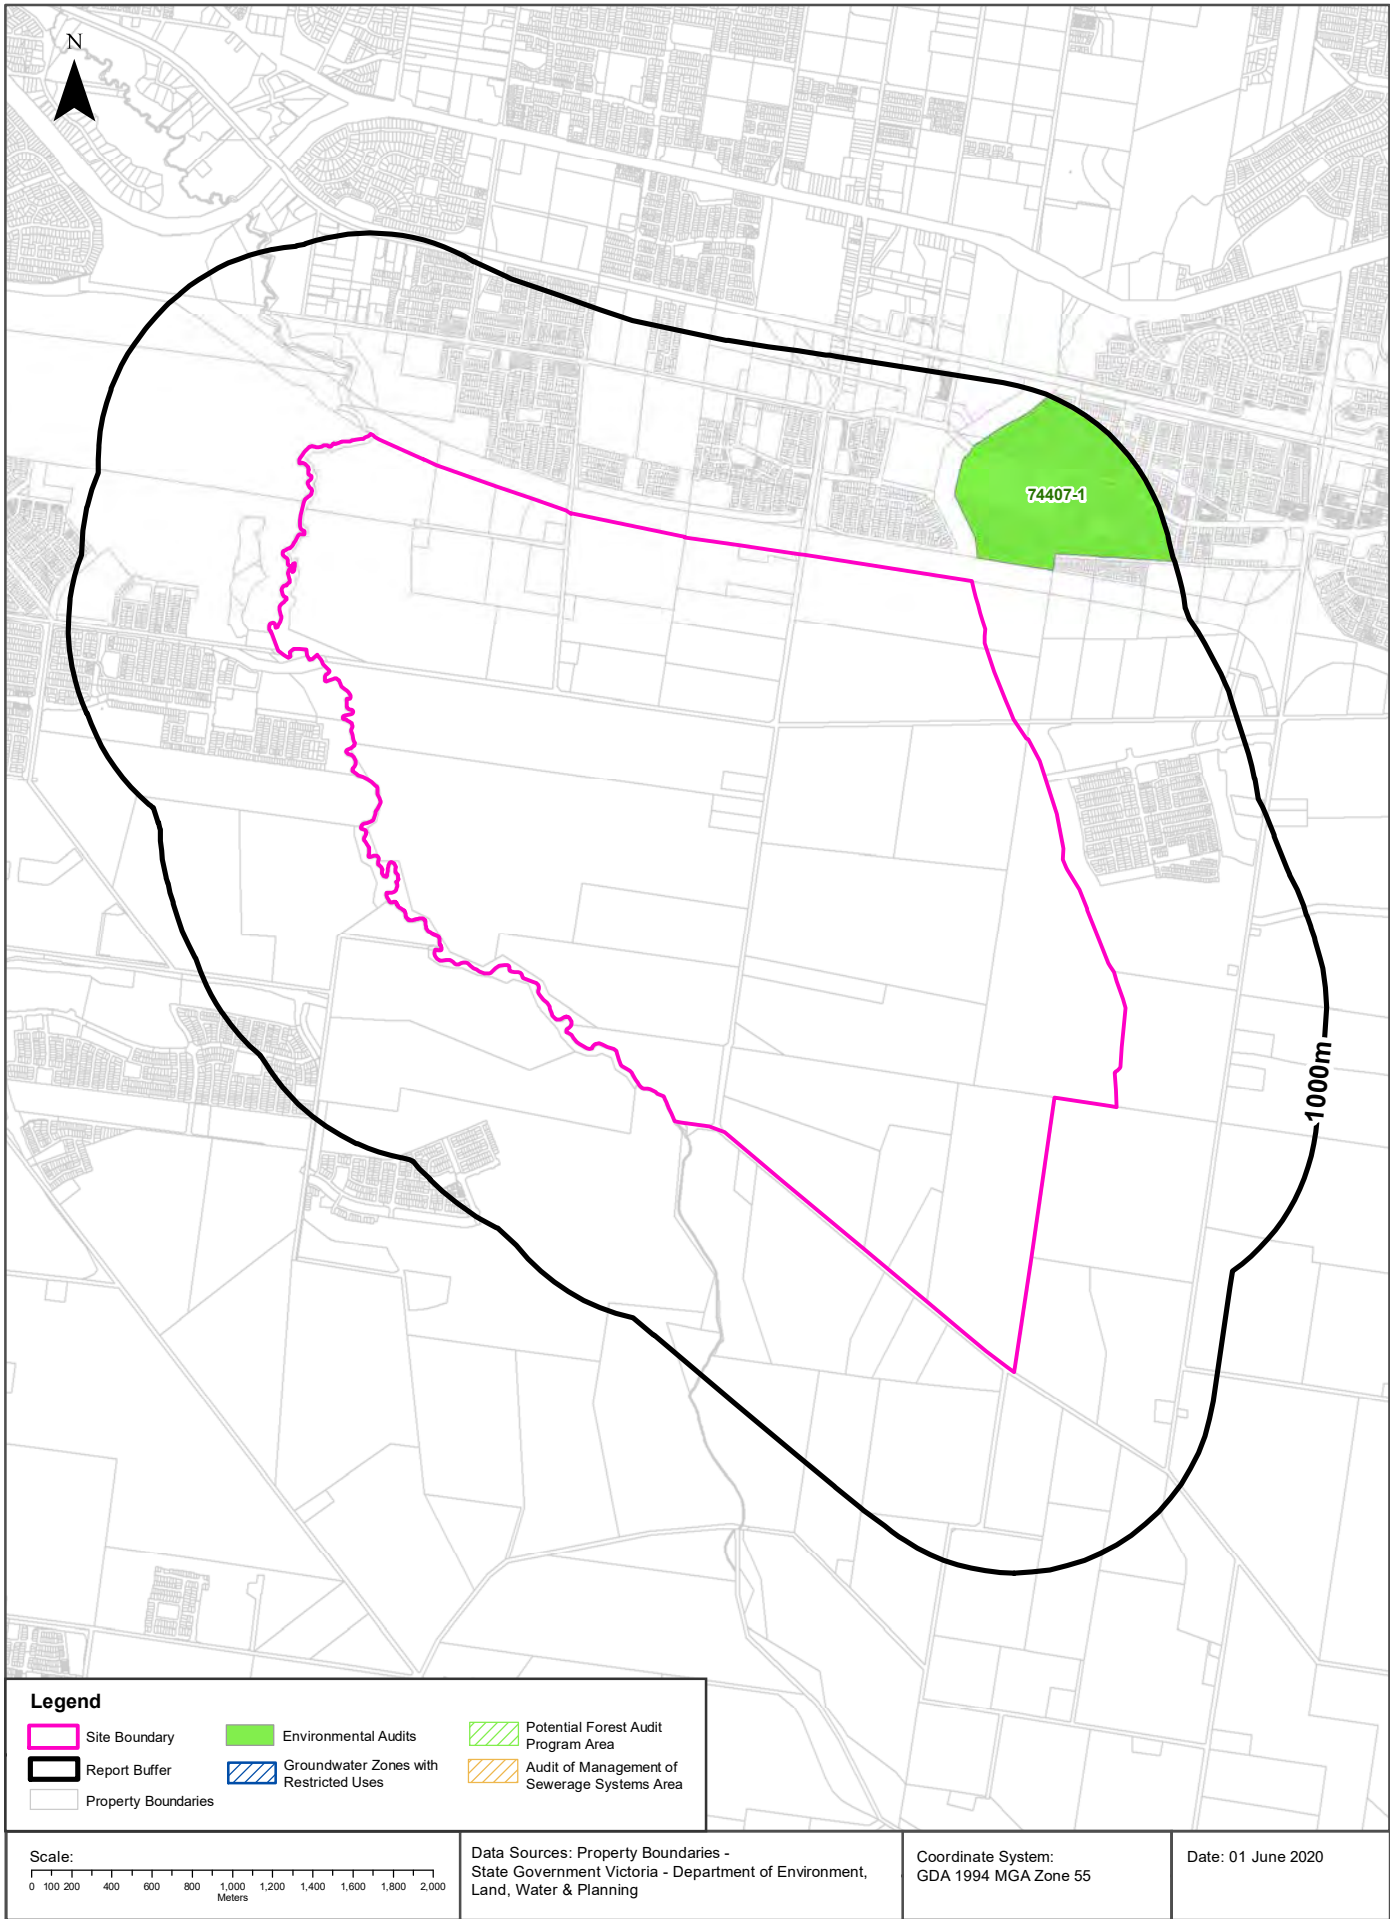 N
74407-1
1000m
Legend
Site Boundary
Report Buffer
Property Boundaries
Environmental Audits
Groundwater Zones with
Restricted Uses
Potential Forest Audit
Program Area
Audit of Management of
Sewerage Systems Area
Scale:
0 100 200 400 600 800 1,000 1,200 1,400 1,600 1,800 2,000
Meters
Data Sources: Property Boundaries -
State Government Victoria - Department of Environment,
Land, Water & Planning
Coordinate System:
GDA 1994 MGA Zone 55
Date: 01 June 2020